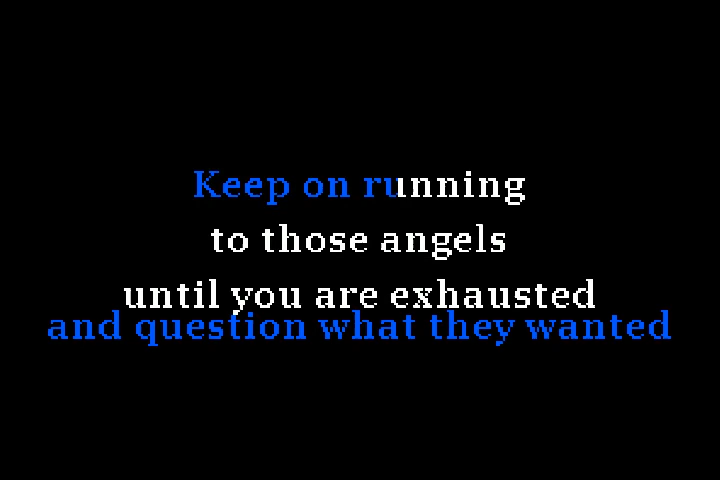 Keep on running
to those angels
until you are exhausted
and question what they wanted